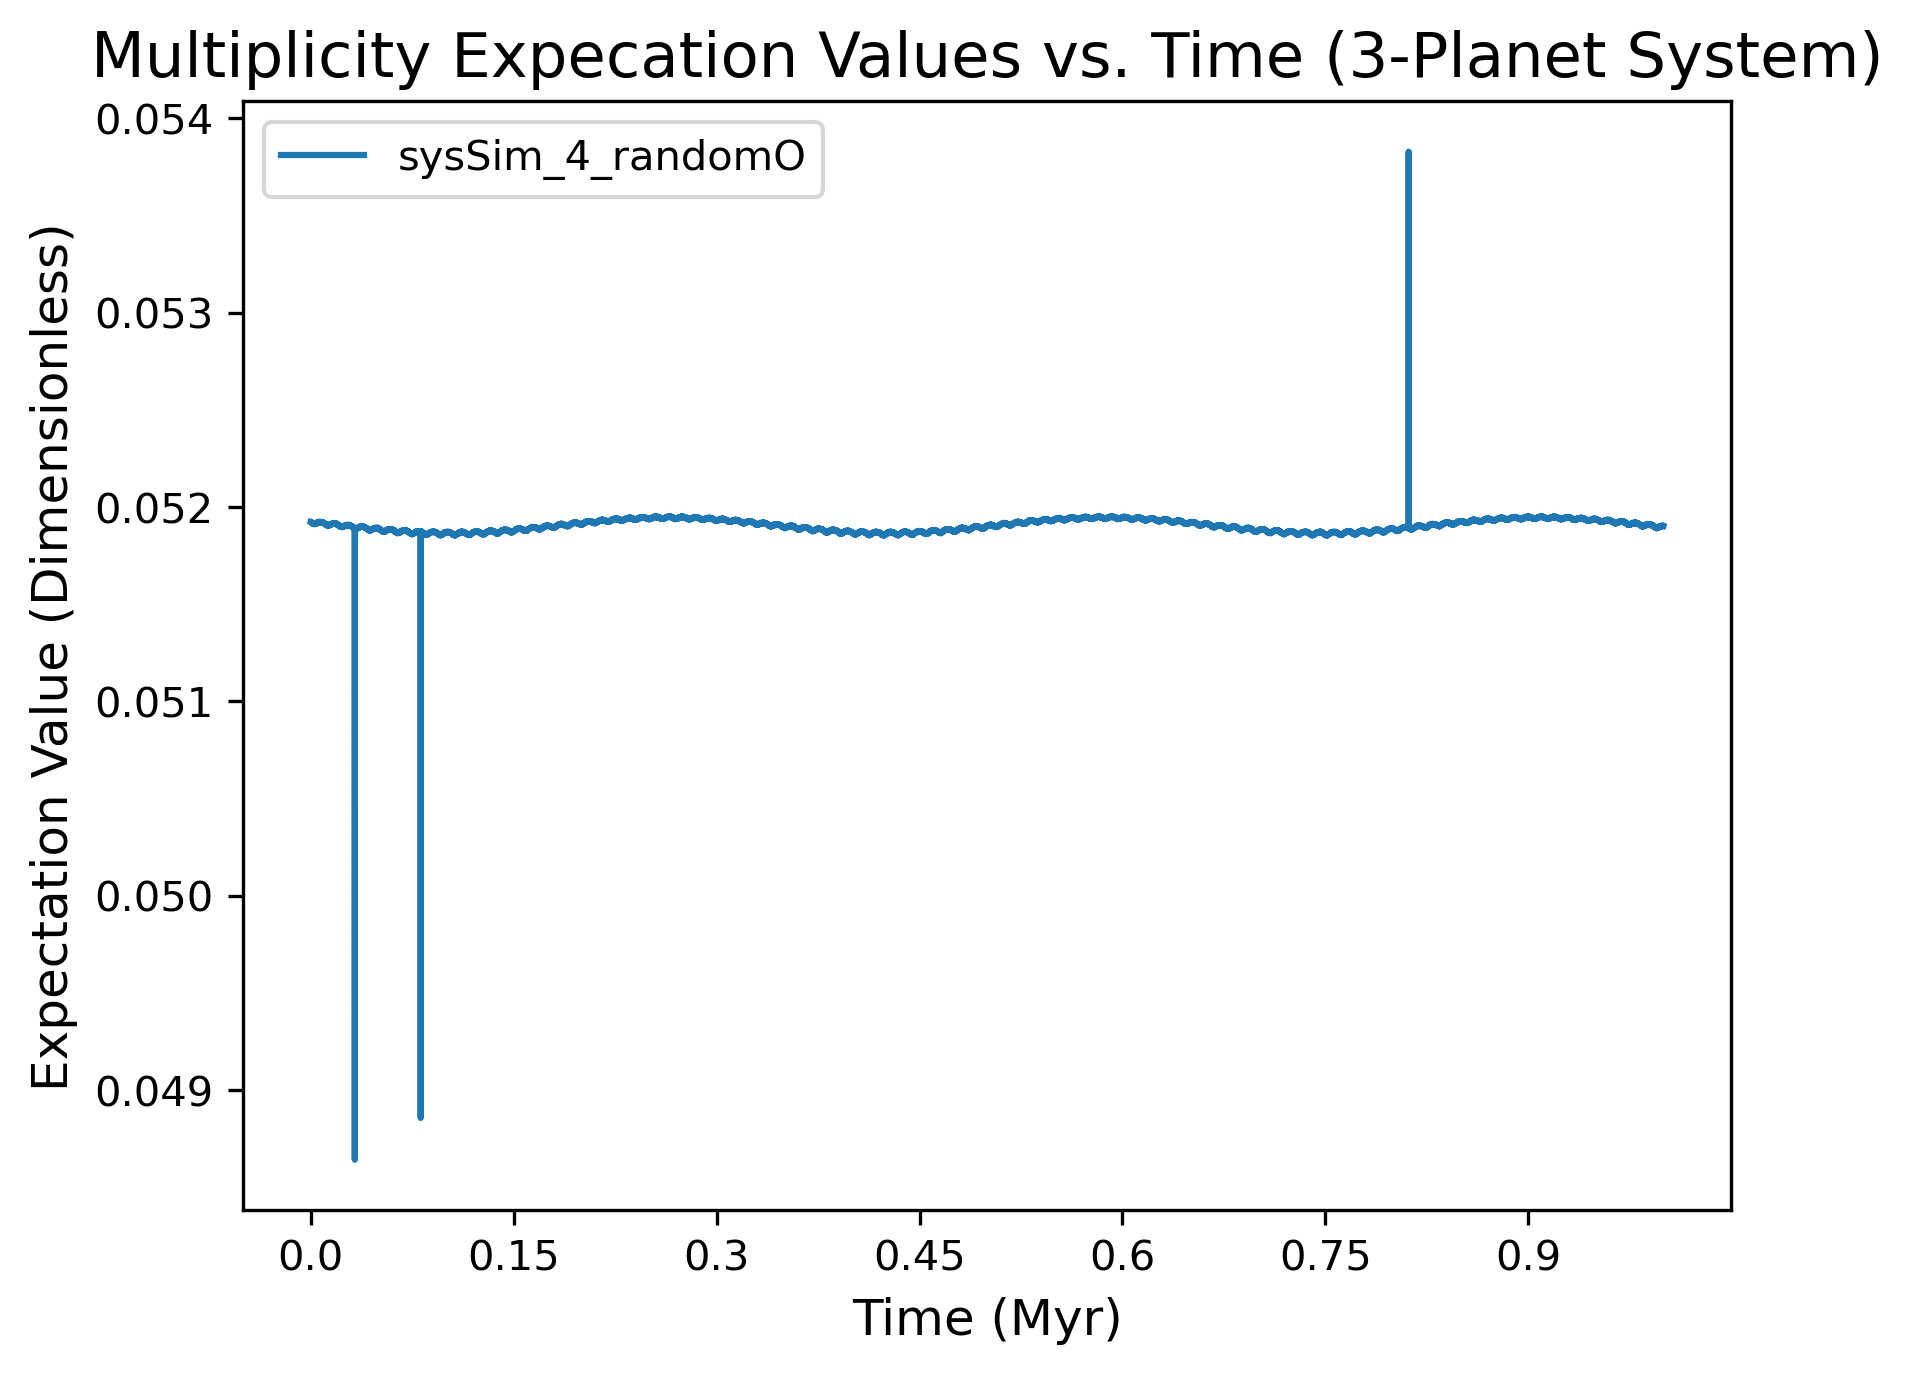 Multiplicity Expecation Values vs. Time (3-Planet System)
sysSim_4_randomO
Expectation Value (Dimensionless)
0.054
0.053
0.052
0.051
0.050
0.049
0.0 0.15 0.3 0.45 0.6 0.75 0.9
Time (Myr)